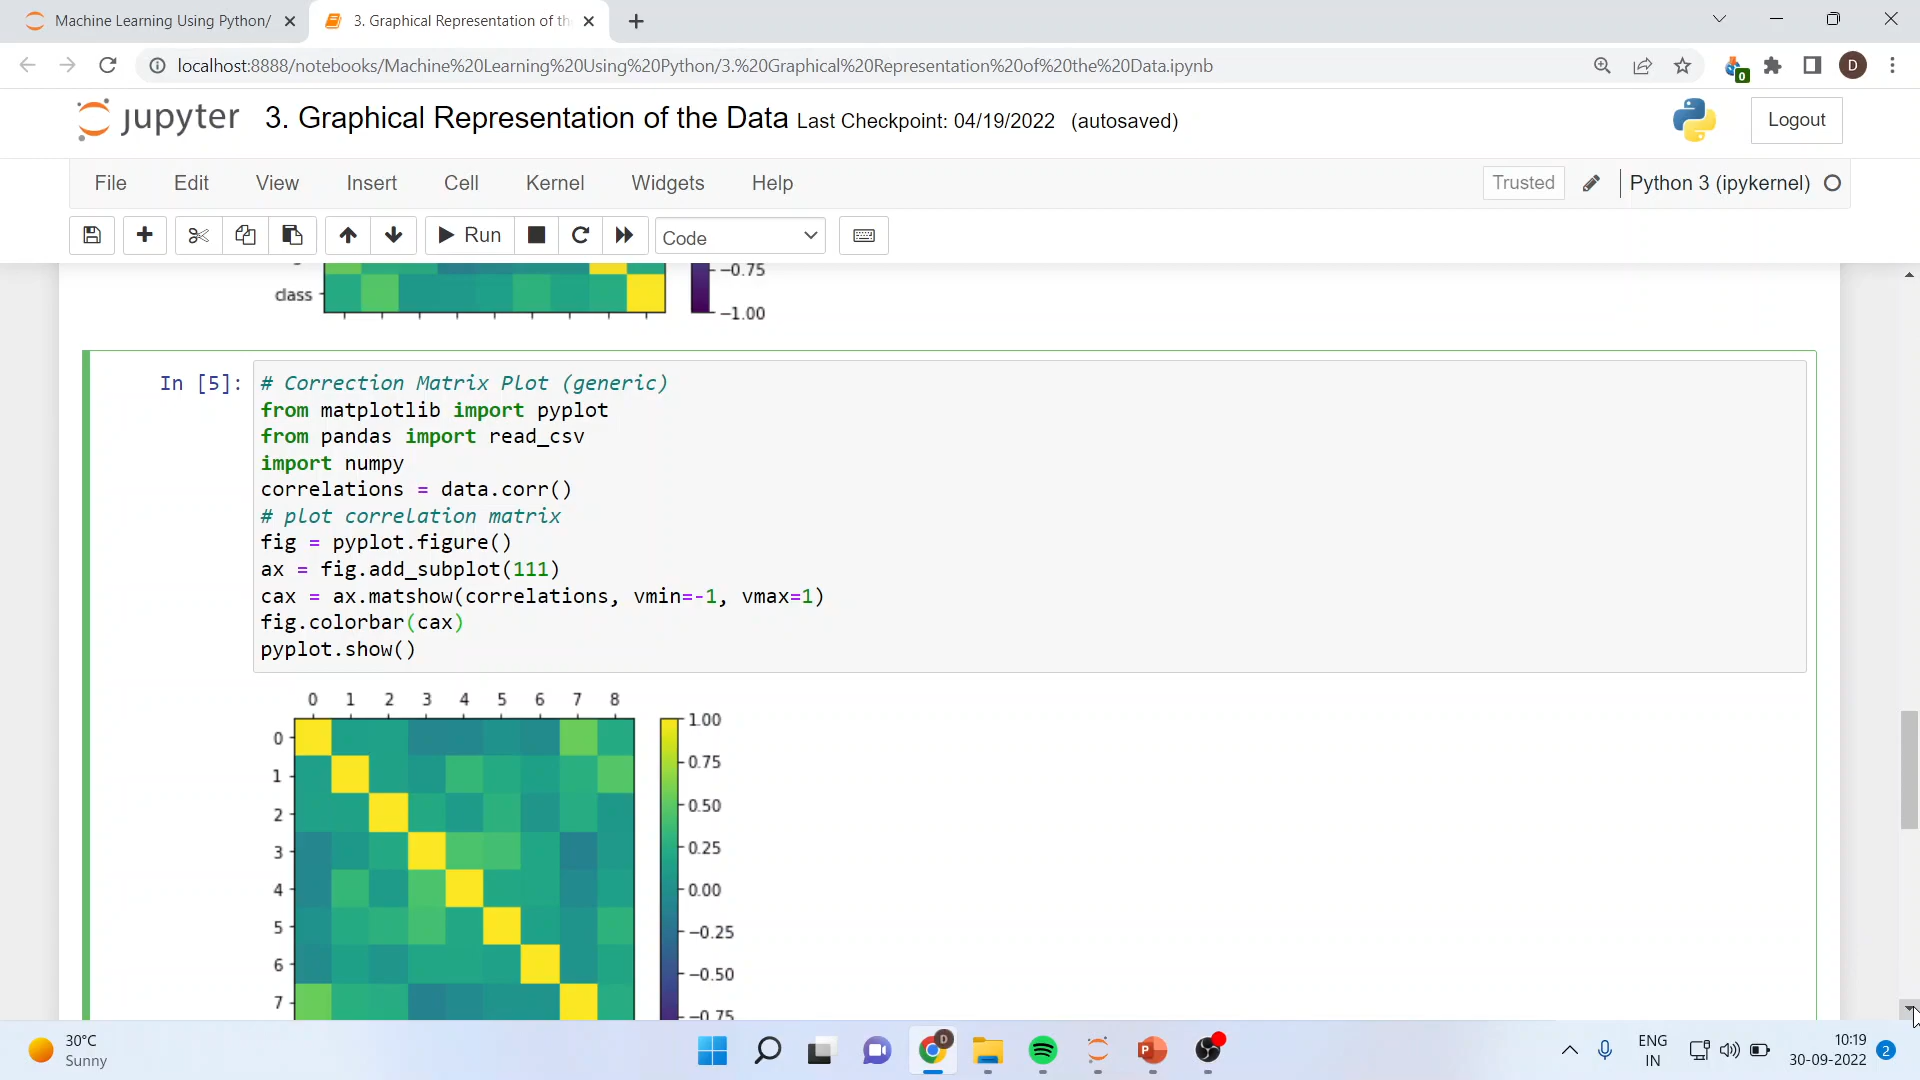 Machine Learning Using Python/
3. Graphical Representation of th
localhost:8888/notebooks/Machine%20Learning%20Using%20Python/3.%20Graphical%20Representation%20of%20the%20Data.ipynb
0
D
jupyter
3. Graphical Representation of the Data Last Checkpoint: 04/19/2022 (autosaved)
Logout
File Edit View Insert Cell Kernel Widgets Help
Trusted
Python 3 (ipykernel)
Run
Code
−0.75
class
−1.00
In [5]:
# Correction Matrix Plot (generic)
from matplotlib import pyplot
from pandas import read_csv
import numpy
correlations = data.corr()
# plot correlation matrix
fig = pyplot.figure()
ax = fig.add_subplot(111)
cax = ax.matshow(correlations, vmin=-1, vmax=1)
fig.colorbar(cax)
pyplot.show()
0 1 2 3 4 5 6 7 8
0
1
2
3
4
5
6
7
1.00
0.75
0.50
0.25
0.00
−0.25
−0.50
−0.75
30°C
Sunny
D
P
ENG
IN
10:19
30-09-2022
2